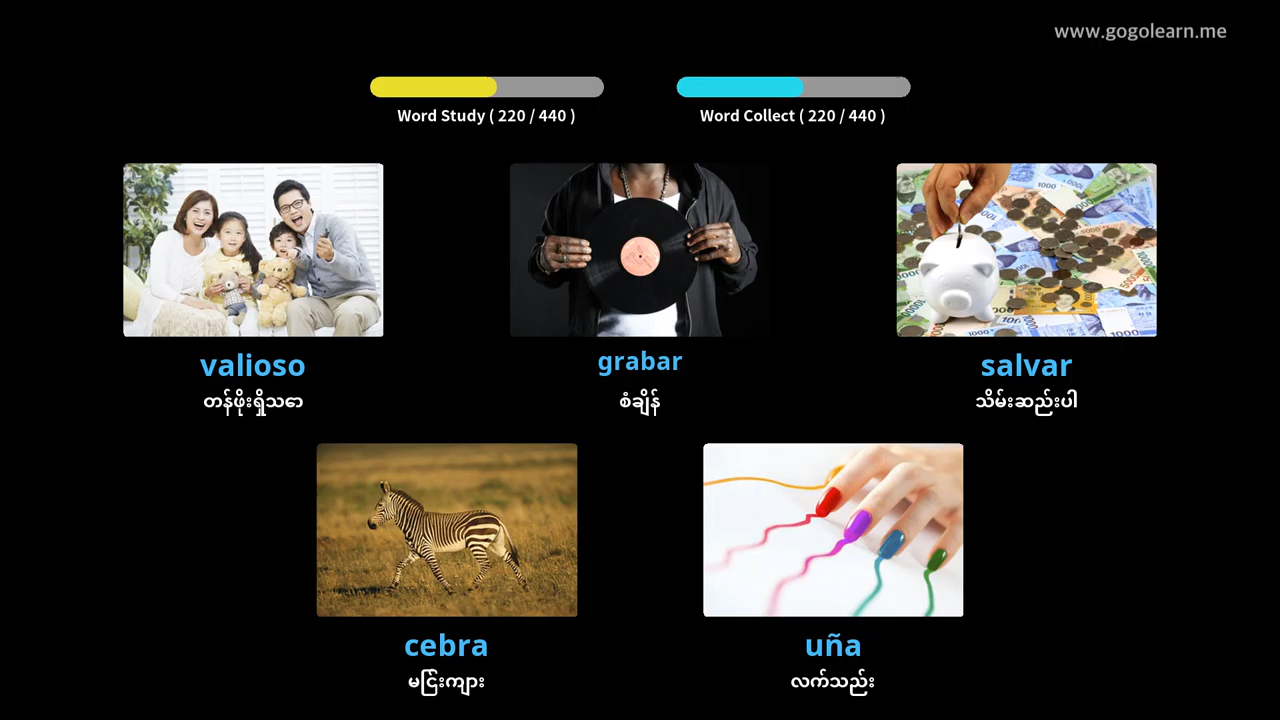 www.gogolearn.me
Word Study ( 220 / 440 )
Word Collect ( 220 / 440 )
valioso
တန်ဖိုးရှိသော
grabar
စံချိန်
salvar
သိမ်းဆည်းပါ
cebra
မြင်းကျား
uña
လက်သည်း